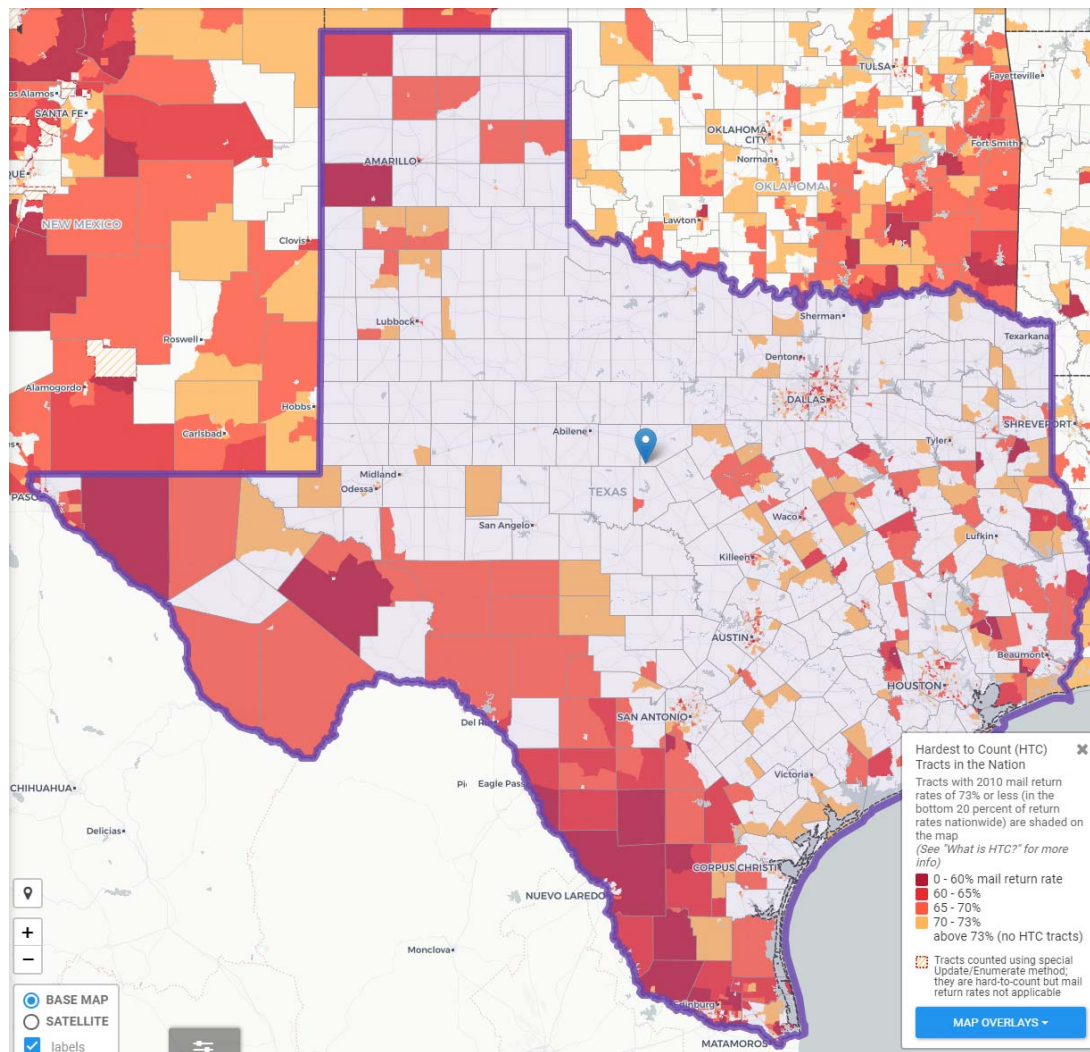 TULSA
Fayetteville
os Alamos
SANTA FE
OKLAHOMA
CITY
Fort Smith
AMARILLO
Norman
QUE
OKLAHOMA
NEW MEXICO
Lawton
Clovis
Lubbock
Sherman
Roswell
Texarkana
Denton
Alamogordo
DALLAS
Hobbs
SHREVEPORT
Carlsbad
Abilene
Tyler
Midland
PASO
Odessa
TEXAS
Waco
San Angelo
Lufkin
Killeen
AUSTIN
Beaumont
HOUSTON
SAN ANTONIO
Del Rio
Victoria
CHIHUAHUA
Pi
Eagle Pass
Delicias
CORPUS CHRISTI
NUEVO LAREDO
Monclova
Edinburg
MATAMOROS
Hardest to Count (HTC)
Tracts in the Nation
Tracts with 2010 mail return
rates of 73% or less (in the
bottom 20 percent of return
rates nationwide) are shaded on
the map
(See "What is HTC?" for more
info)
0 - 60% mail return rate
60 - 65%
65 - 70%
70 - 73%
above 73% (no HTC tracts)
Tracts counted using special
Update/Enumerate method;
they are hard-to-count but mail
return rates not applicable
MAP OVERLAYS
+
−
BASE MAP
SATELLITE
labels